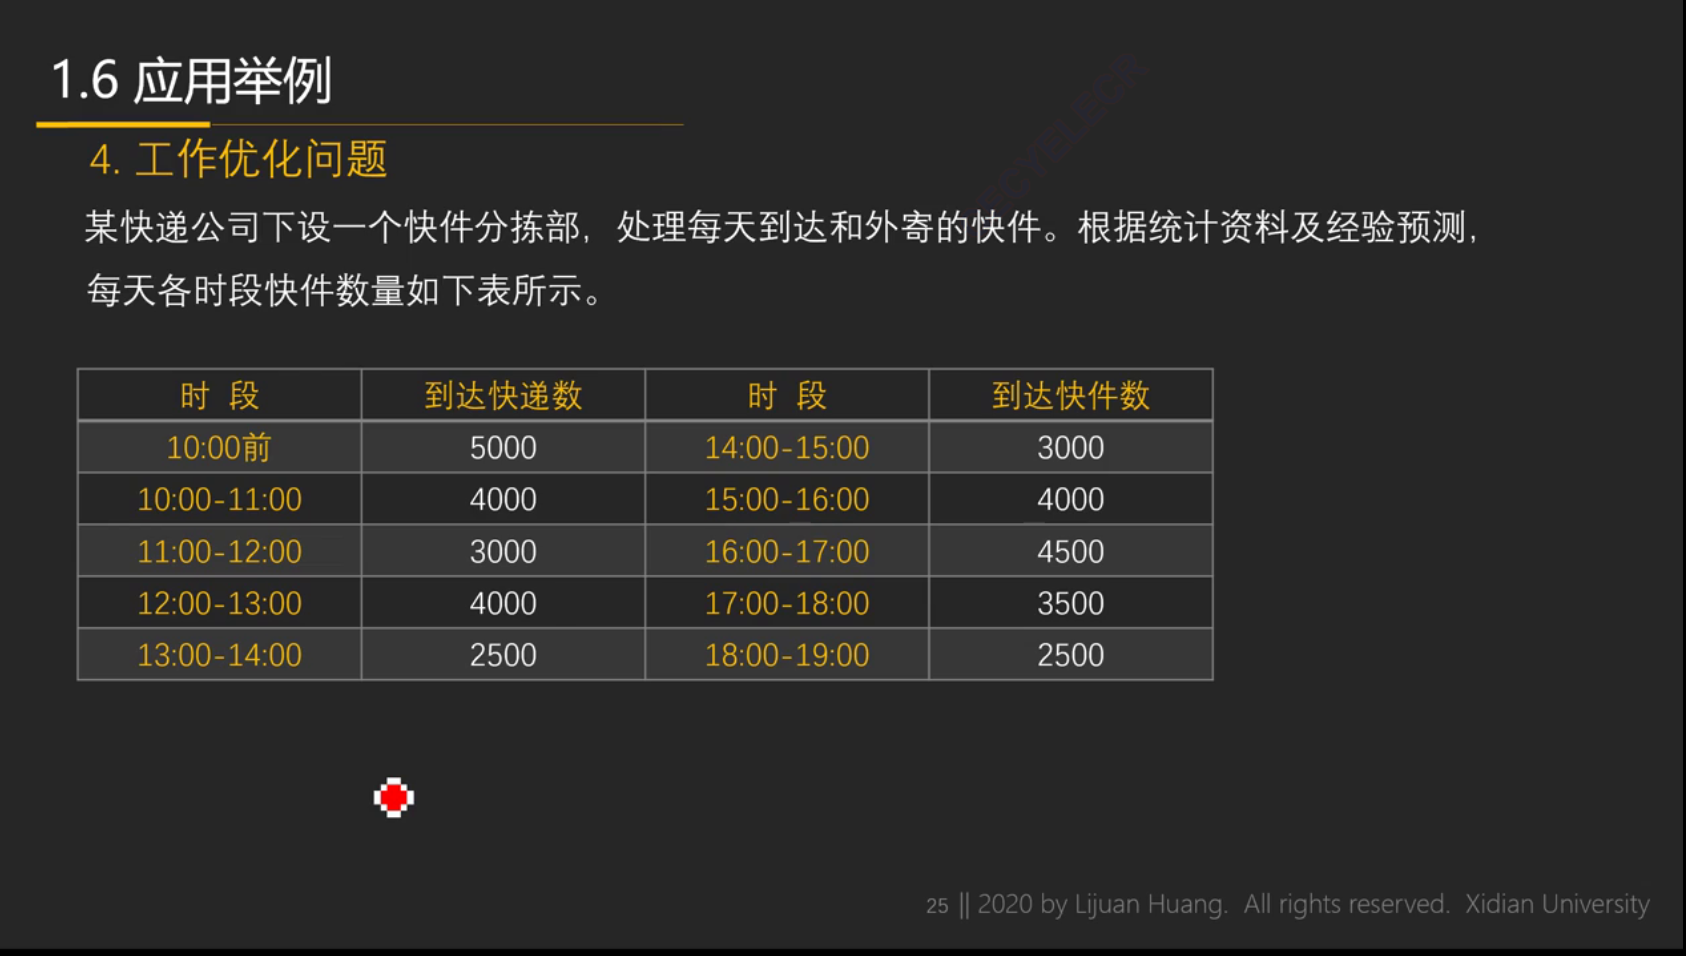 1.6 应用举例
4. 工作优化问题
某快递公司下设一个快件分拣部，处理每天到达和外寄的快件。根据统计资料及经验预测，
每天各时段快件数量如下表所示。
时 段 到达快递数 时 段 到达快件数
10:00前 5000 14:00-15:00 3000
10:00-11:00 4000 15:00-16:00 4000
11:00-12:00 3000 16:00-17:00 4500
12:00-13:00 4000 17:00-18:00 3500
13:00-14:00 2500 18:00-19:00 2500
25 || 2020 by Lijuan Huang. All rights reserved. Xidian University